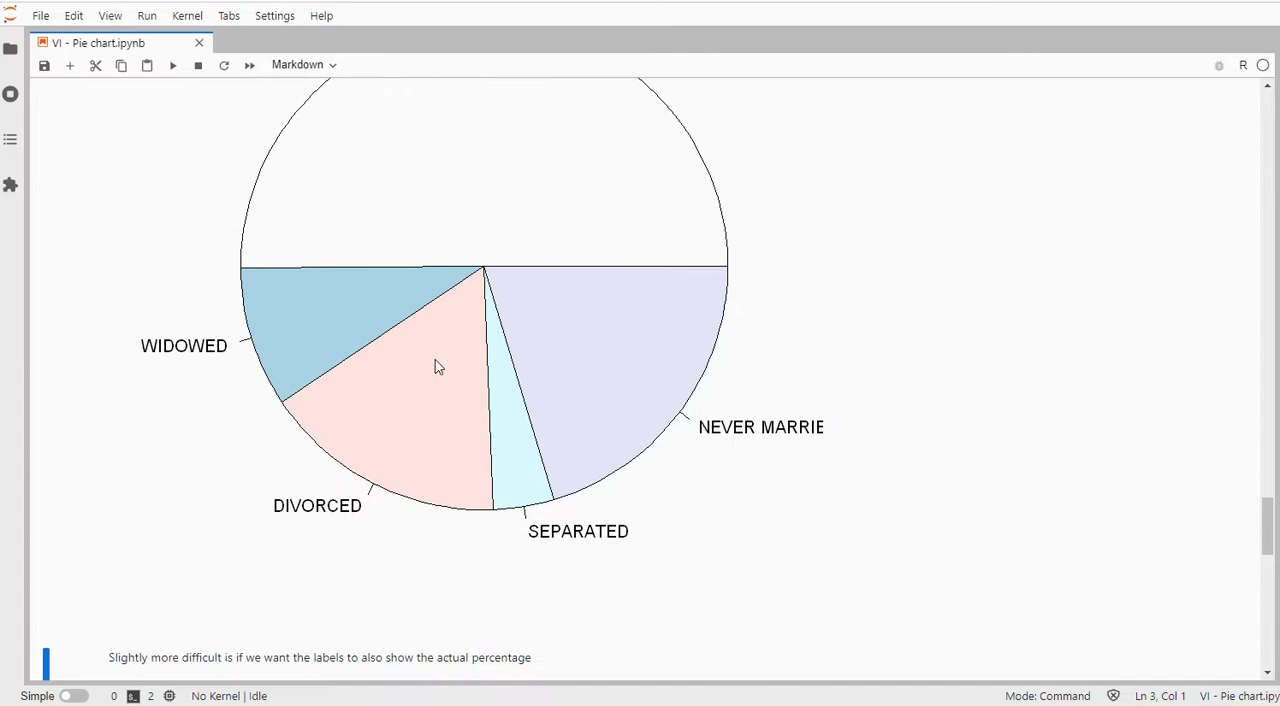 File Edit View Run Kernel Tabs Settings Help
VI - Pie chart.ipynb
Markdown
R
WIDOWED
NEVER MARRIE
DIVORCED
SEPARATED
Slightly more difficult is if we want the labels to also show the actual percentage
Simple 0 2 No Kernel | Idle Mode: Command Ln 3, Col 1 VI - Pie chart.ipy